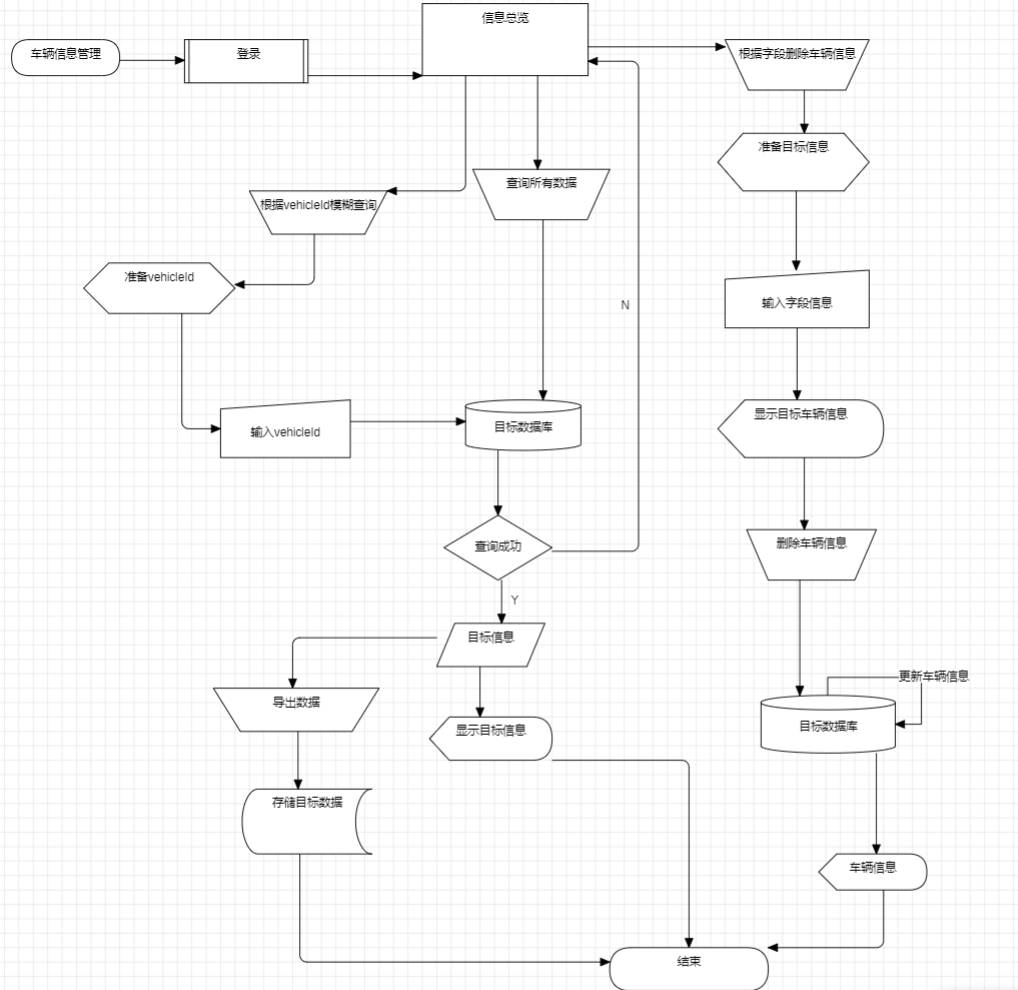 信息总览
车辆信息管理
登录
根据字段删除车辆信息
准备目标信息
查询所有数据
根据vehicleId模糊查询
准备vehicleId
N
输入字段信息
显示目标车辆信息
输入vehicleId
目标数据库
查询成功
删除车辆信息
Y
目标信息
更新车辆信息
导出数据
显示目标信息
目标数据库
存储目标数据
车辆信息
结束